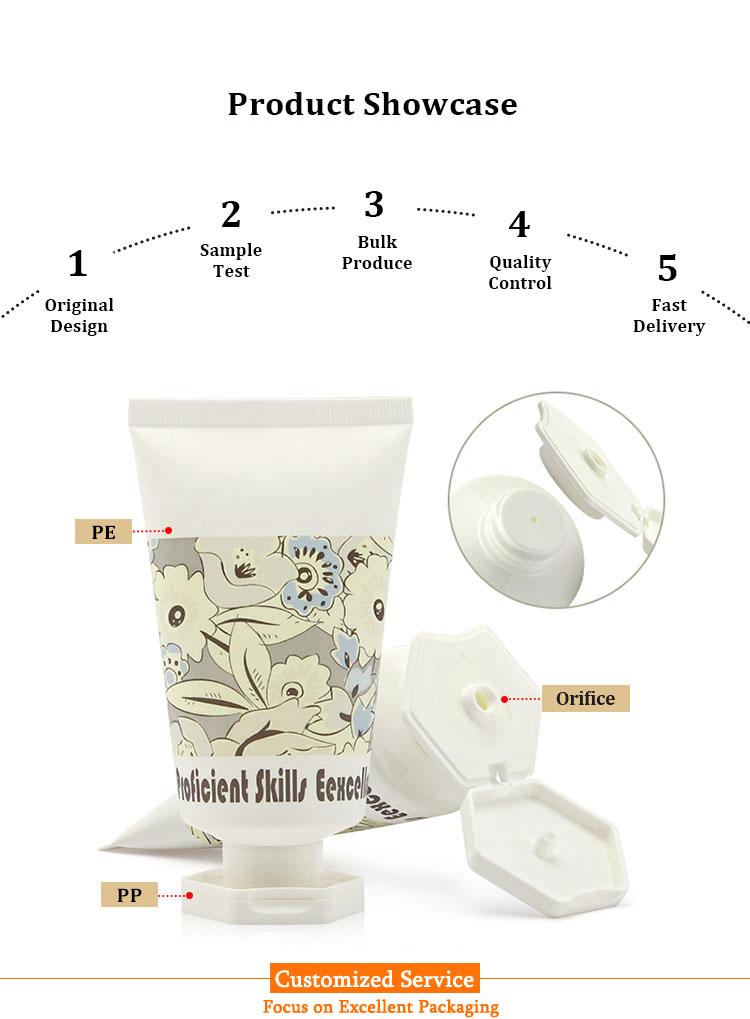 Product Showcase
1
Original
Design
2
Sample
Test
3
Bulk
Produce
4
Quality
Control
5
Fast
Delivery
PE
Orifice
Proficient Skills
PP
Customized Service
Focus on Excellent Packaging